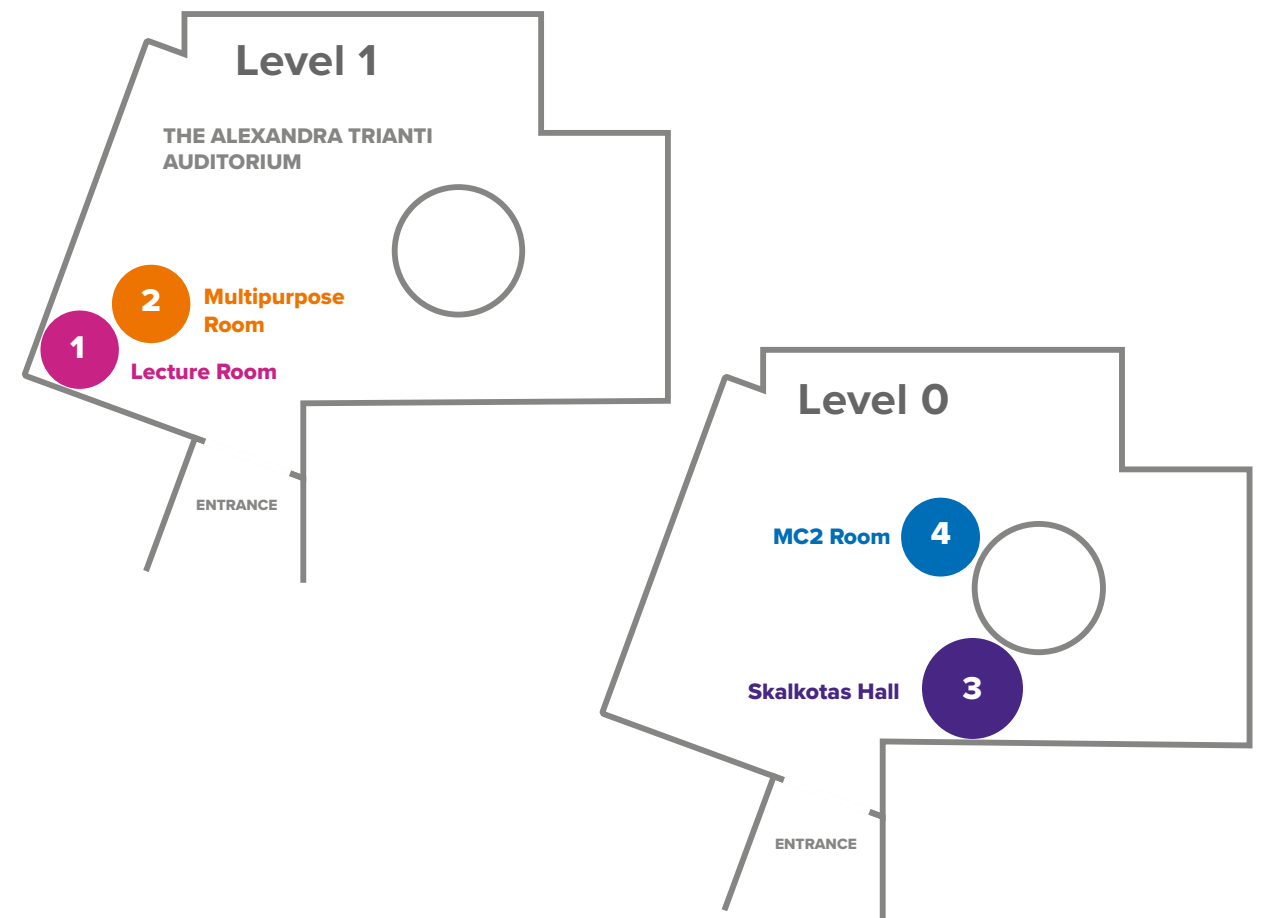 Level 1
THE ALEXANDRA TRIANTI
AUDITORIUM
2
Multipurpose
Room
1
Lecture Room
ENTRANCE
Level 0
MC2 Room
4
Skalkotas Hall
3
ENTRANCE